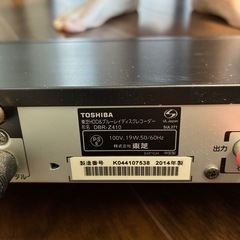 TOSHIBA
東芝HDD&ブルーレイディスクレコーダー
形名 DBR-Z410
100V, 19W, 50/60Hz
株式会社 東芝
製造番号 K044107538 2014年製
出力
タル